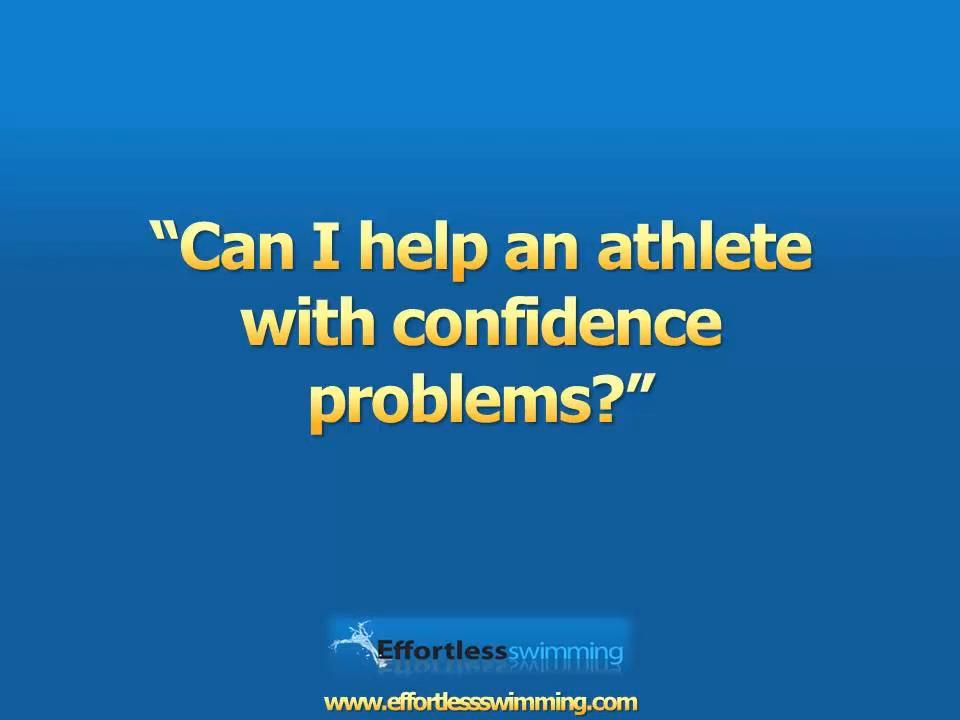 “Can I help an athlete
with confidence
problems?”
Effortlessswimming
www.effortlessswimming.com